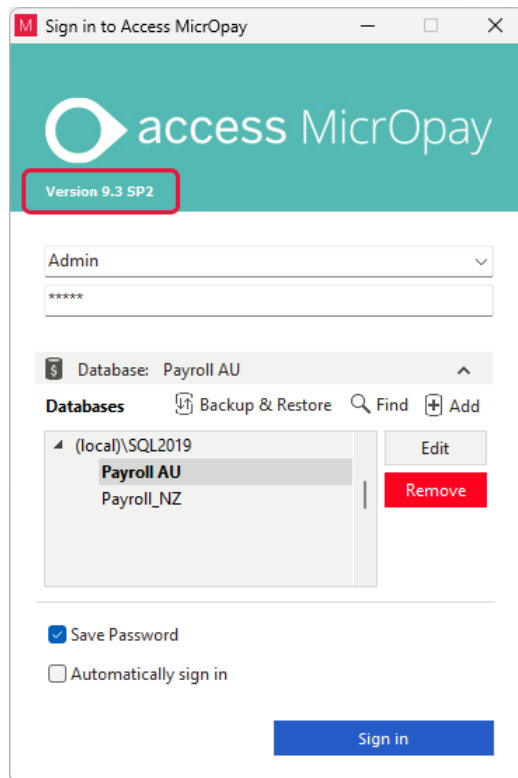 M Sign in to Access MicrOpay
access MicrOpay
Version 9.3 SP2
Admin
*****
$ Database: Payroll AU
Databases Backup & Restore Find Add
(local)\SQL2019
Edit
Payroll AU
Payroll_NZ
Remove
Save Password
Automatically sign in
Sign in